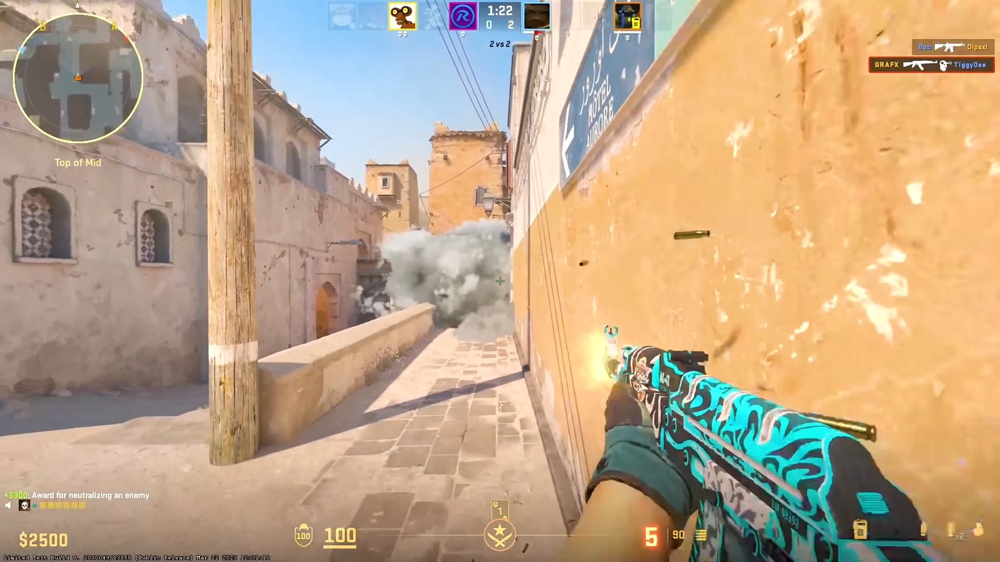 B A
1:22
0 2
2 vs 2
Bob Dipsxi
GRAFX TiggyDee
Top of Mid
HÔTEL
AURORE
+$300: Award for neutralizing an enemy
$2500
100
100
1
5 90
x2
Limited Test Build v. 2000049/13858 [Public Release] Mar 22 2023 12:31:10